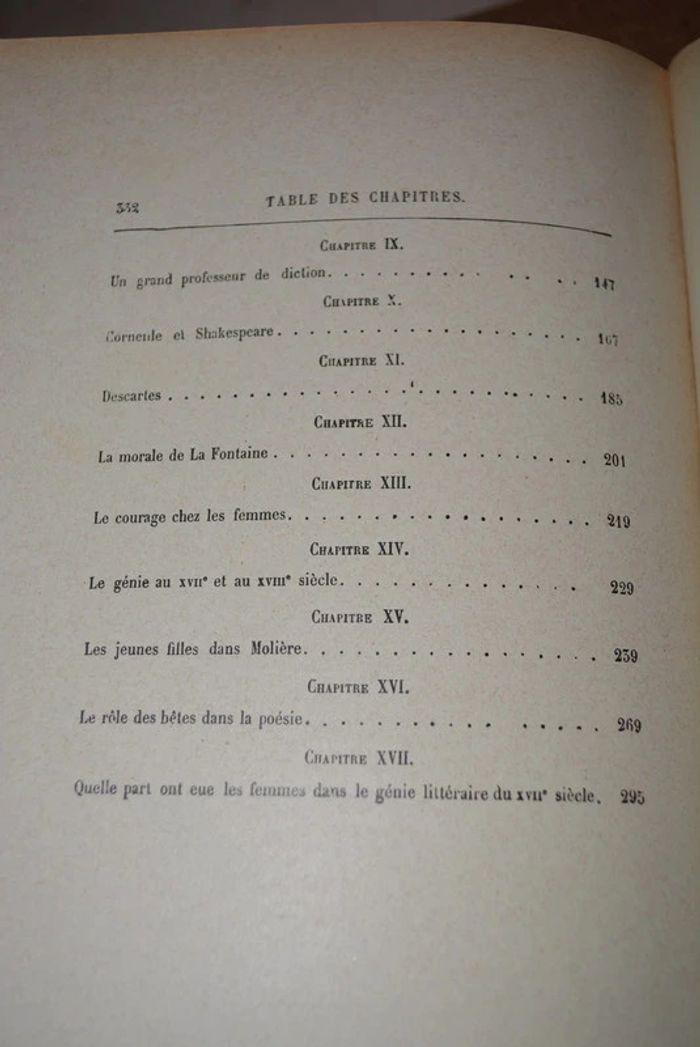 332 TABLE DES CHAPITRES.
CHAPITRE IX.
Un grand professeur de diction. . . . . . . . . . . . . . 147
CHAPITRE X.
Corneille et Shakespeare . . . . . . . . . . . . . . . . . . 167
CHAPITRE XI.
Descartes . . . . . . . . . . . . . . . . . . . . . 185
CHAPITRE XII.
La morale de La Fontaine . . . . . . . . . . . . . . . . . 201
CHAPITRE XIII.
Le courage chez les femmes. . . . . . . . . . . . . . . . 219
CHAPITRE XIV.
Le génie au XVIIe et au XVIIIe siècle. . . . . . . . . . . . 229
CHAPITRE XV.
Les jeunes filles dans Molière. . . . . . . . . . . . . . . 239
CHAPITRE XVI.
Le rôle des bêtes dans la poésie. . . . . . . . . . . . . . . 269
CHAPITRE XVII.
Quelle part ont eue les femmes dans le génie littéraire du XVIIe siècle. 295